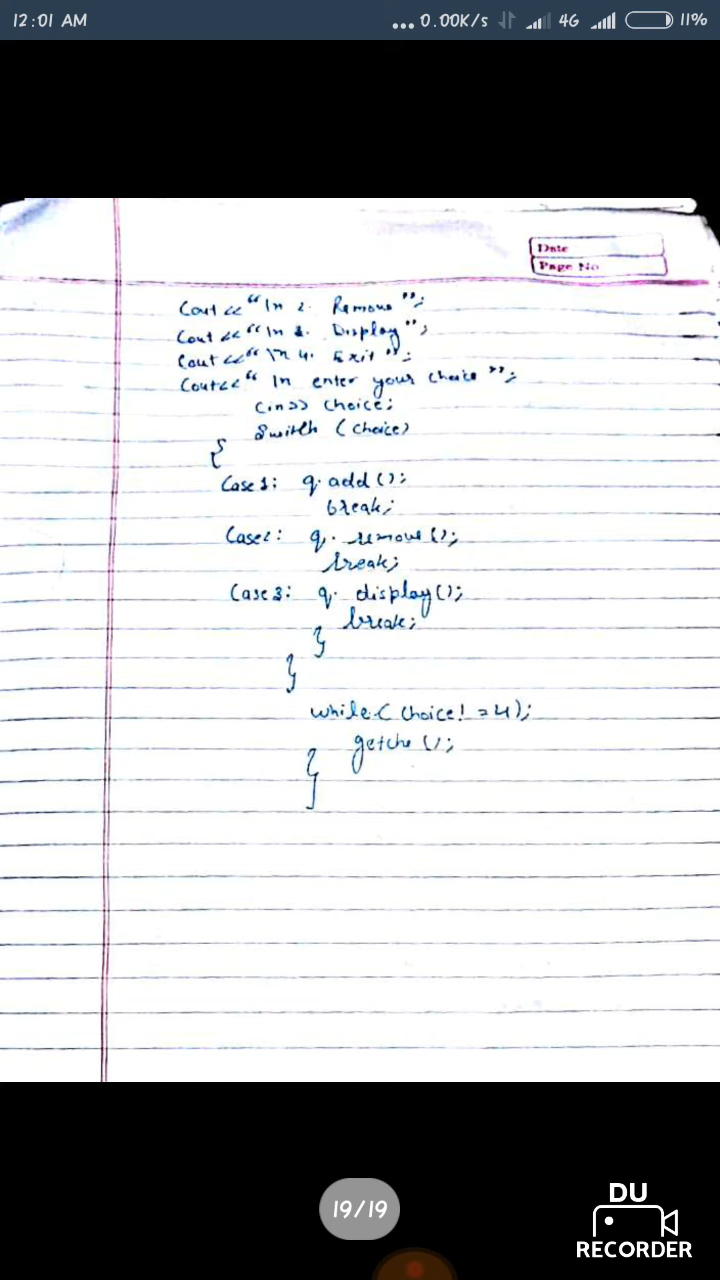 12:01 AM
... 0.00K/s 4G 11%
Date
Page No
Cout << "\n 2. Remove";
Cout << "\n 3. Display";
Cout << "\n 4. Exit";
Cout << "\n enter your choice";
Cin>> choice;
Switch (choice)
{
Case 1: q. add ();
break;
Case 2: q. remove ();
break;
Case 3: q. display();
break;
}
}
while ( choice! = 4);
getche ();
}
19/19
DU
RECORDER